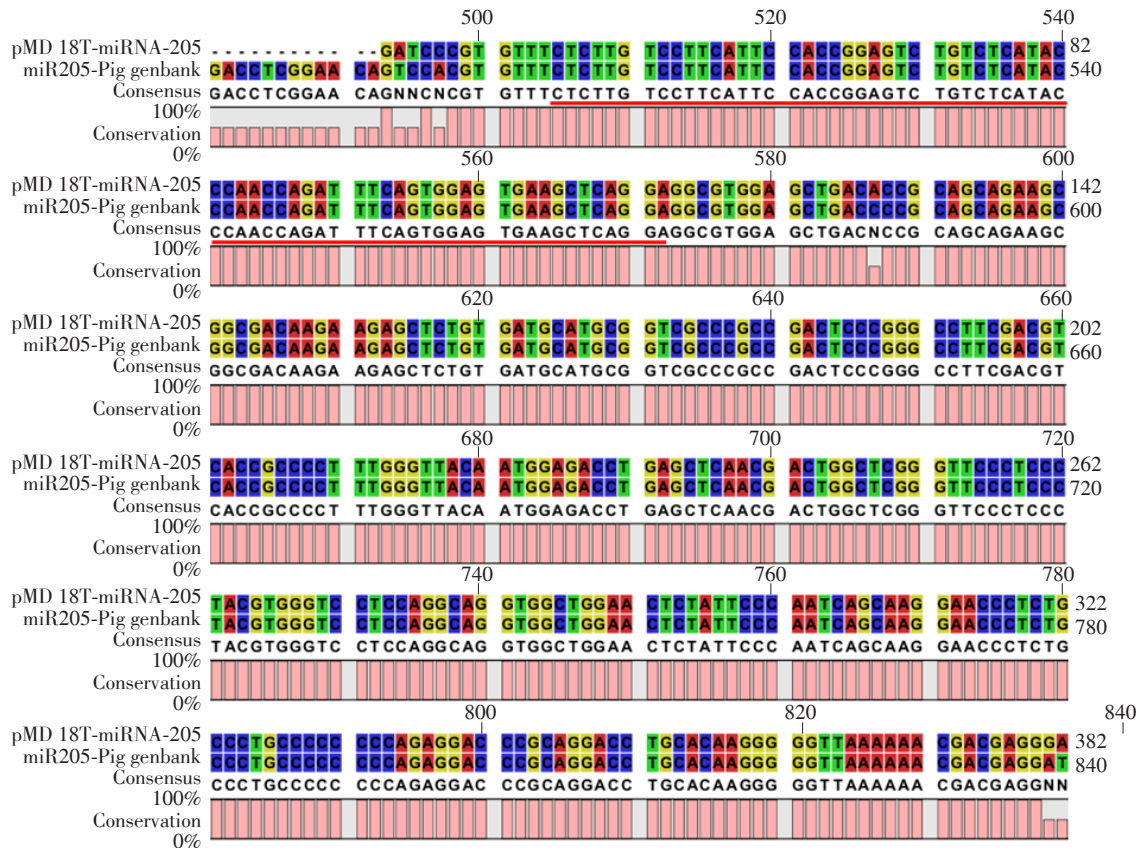 500 520 540
pMD 18T-miRNA-205 - - - - - - - - - - - -GATCCCGT GTTTCTCTTG TCCTTCATTC CACCGGAGTC TGTCTCATAC 82
miR205-Pig genbank GACCTCGGAA CAGTCCACGT GTTTCTCTTG TCCTTCATTC CACCGGAGTC TGTCTCATAC 540
Consensus GACCTCGGAA CAGNNCNCGT GTTTCTCTTG TCCTTCATTC CACCGGAGTC TGTCTCATAC
100%
Conservation
0%
560 580 600
pMD 18T-miRNA-205 CCAACCAGAT TTCAGTGGAG TGAAGCTCAG GAGGCGTGGA GCTGACACCG CAGCAGAAGC 142
miR205-Pig genbank CCAACCAGAT TTCAGTGGAG TGAAGCTCAG GAGGCGTGGA GCTGACCCCG CAGCAGAAGC 600
Consensus CCAACCAGAT TTCAGTGGAG TGAAGCTCAG GAGGCGTGGA GCTGACNCCG CAGCAGAAGC
100%
Conservation
0%
620 640 660
pMD 18T-miRNA-205 GGCGACAAGA AGAGCTCTGT GATGCATGCG GTCGCCCGCC GACTCCCGGG CCTTCGACGT 202
miR205-Pig genbank GGCGACAAGA AGAGCTCTGT GATGCATGCG GTCGCCCGCC GACTCCCGGG CCTTCGACGT 660
Consensus GGCGACAAGA AGAGCTCTGT GATGCATGCG GTCGCCCGCC GACTCCCGGG CCTTCGACGT
100%
Conservation
0%
680 700 720
pMD 18T-miRNA-205 CACCGCCCCT TTGGGTTACA ATGGAGACCT GAGCTCAACG ACTGGCTCGG GTTCCCTCCC 262
miR205-Pig genbank CACCGCCCCT TTGGGTTACA ATGGAGACCT GAGCTCAACG ACTGGCTCGG GTTCCCTCCC 720
Consensus CACCGCCCCT TTGGGTTACA ATGGAGACCT GAGCTCAACG ACTGGCTCGG GTTCCCTCCC
100%
Conservation
0%
740 760 780
pMD 18T-miRNA-205 TACGTGGGTC CTCCAGGCAG GTGGCTGGAA CTCTATTCCC AATCAGCAAG GAACCCTCTG 322
miR205-Pig genbank TACGTGGGTC CTCCAGGCAG GTGGCTGGAA CTCTATTCCC AATCAGCAAG GAACCCTCTG 780
Consensus TACGTGGGTC CTCCAGGCAG GTGGCTGGAA CTCTATTCCC AATCAGCAAG GAACCCTCTG
100%
Conservation
0%
800 820 840
pMD 18T-miRNA-205 CCCTGCCCCC CCCAGAGGAC CCGCAGGACC TGCACAAGGG GGTTAAAAAA CGACGAGGGA 382
miR205-Pig genbank CCCTGCCCCC CCCAGAGGAC CCGCAGGACC TGCACAAGGG GGTTAAAAAA CGACGAGGAT 840
Consensus CCCTGCCCCC CCCAGAGGAC CCGCAGGACC TGCACAAGGG GGTTAAAAAA CGACGAGGNN
100%
Conservation
0%